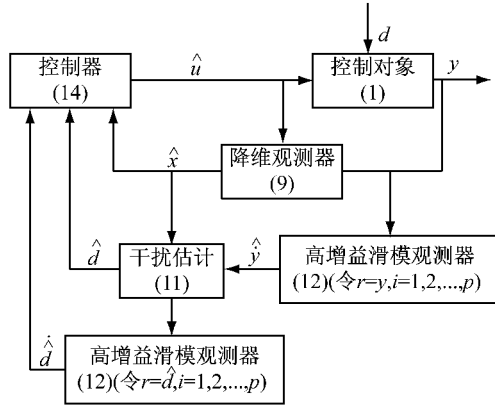 d
控制器
(14)
û
控制对象
(1)
y
x̂
降维观测器
(9)
d̂
干扰估计
(11)
ẏ̂
高增益滑模观测器
(12)(令r=y,i=1,2,...,p)
ḋ̂
高增益滑模观测器
(12)(令r=d̂,i=1,2,...,p)